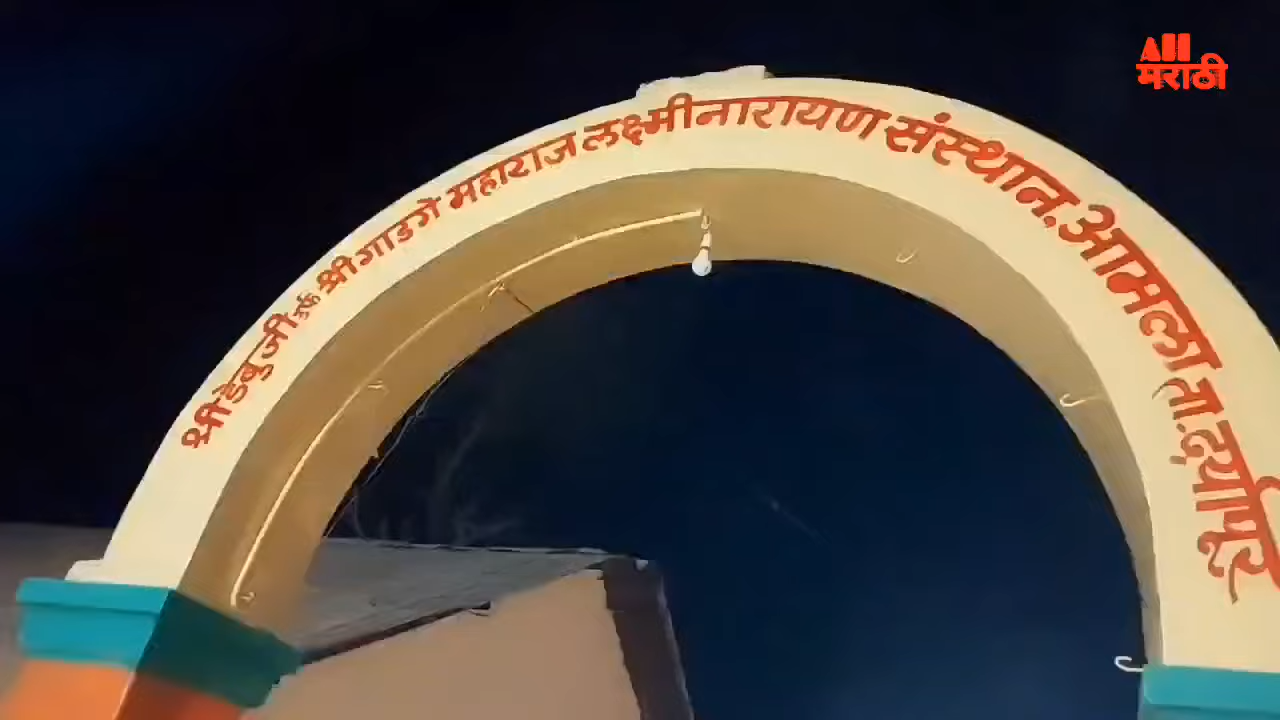 श्री डेबुजी उर्फ श्री गाडगे महाराज लक्ष्मीनारायण संस्थान. आमला ता. दर्यापूर
All
मराठी